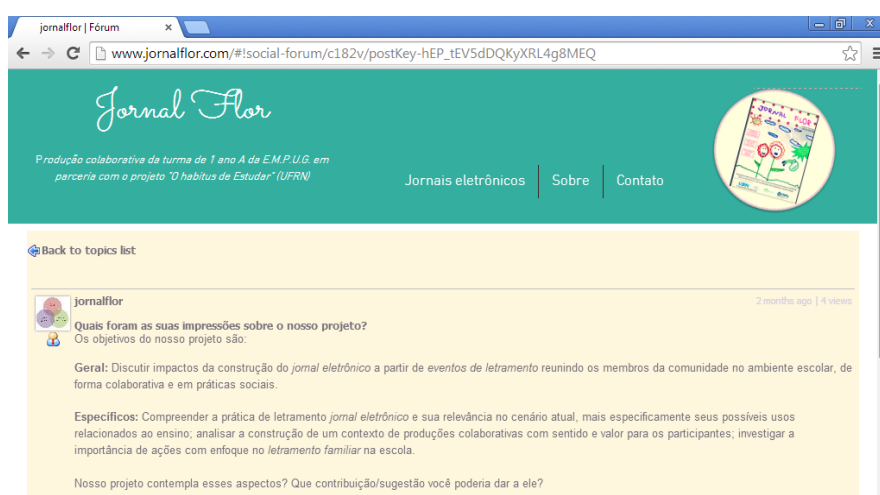 jornalflor | Fórum
www.jornalflor.com/#!social-forum/c182v/postKey-hEP_tEV5dDQKyXRL4g8MEQ
Jornal Flor
Produção colaborativa da turma de 1 ano A da E.M.P.U.G. em
parceria com o projeto "O habitus de Estudar" (UFRN)
Jornais eletrônicos
Sobre
Contato
JORNAL FLOR
Back to topics list
jornalflor
2 months ago | 4 views
Quais foram as suas impressões sobre o nosso projeto?
Os objetivos do nosso projeto são:
Geral: Discutir impactos da construção do jornal eletrônico a partir de eventos de letramento reunindo os membros da comunidade no ambiente escolar, de
forma colaborativa e em práticas sociais.
Específicos: Compreender a prática de letramento jornal eletrônico e sua relevância no cenário atual, mais especificamente seus possíveis usos
relacionados ao ensino; analisar a construção de um contexto de produções colaborativas com sentido e valor para os participantes; investigar a
importância de ações com enfoque no letramento familiar na escola.
Nosso projeto contempla esses aspectos? Que contribuição/sugestão você poderia dar a ele?